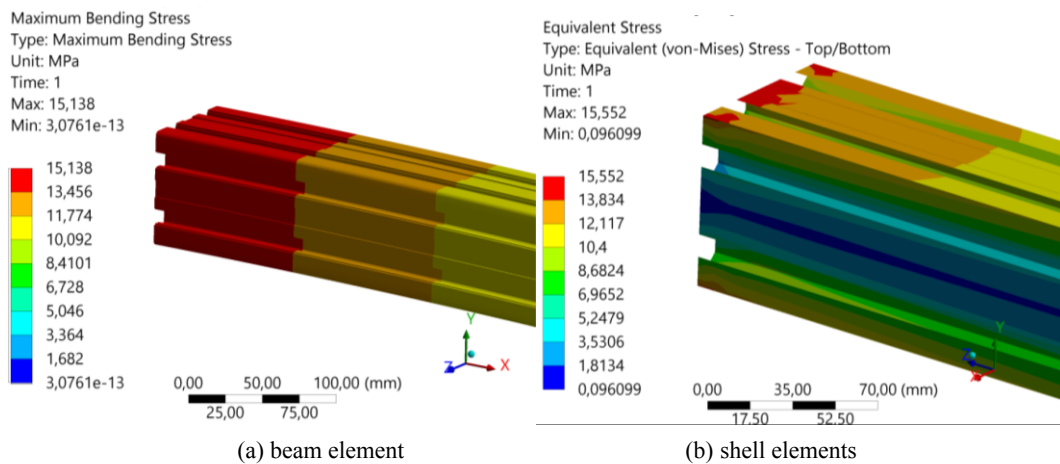 Maximum Bending Stress
Type: Maximum Bending Stress
Unit: MPa
Time: 1
Max: 15,138
Min: 3,0761e-13
15,138
13,456
11,774
10,092
8,4101
6,728
5,046
3,364
1,682
3,0761e-13
Y
Z
X
0,00 50,00 100,00 (mm)
25,00 75,00
(a) beam element
Equivalent Stress
Type: Equivalent (von-Mises) Stress - Top/Bottom
Unit: MPa
Time: 1
Max: 15,552
Min: 0,096099
15,552
13,834
12,117
10,4
8,6824
6,9652
5,2479
3,5306
1,8134
0,096099
Y
Z
X
0,00 35,00 70,00 (mm)
17,50 52,50
(b) shell elements